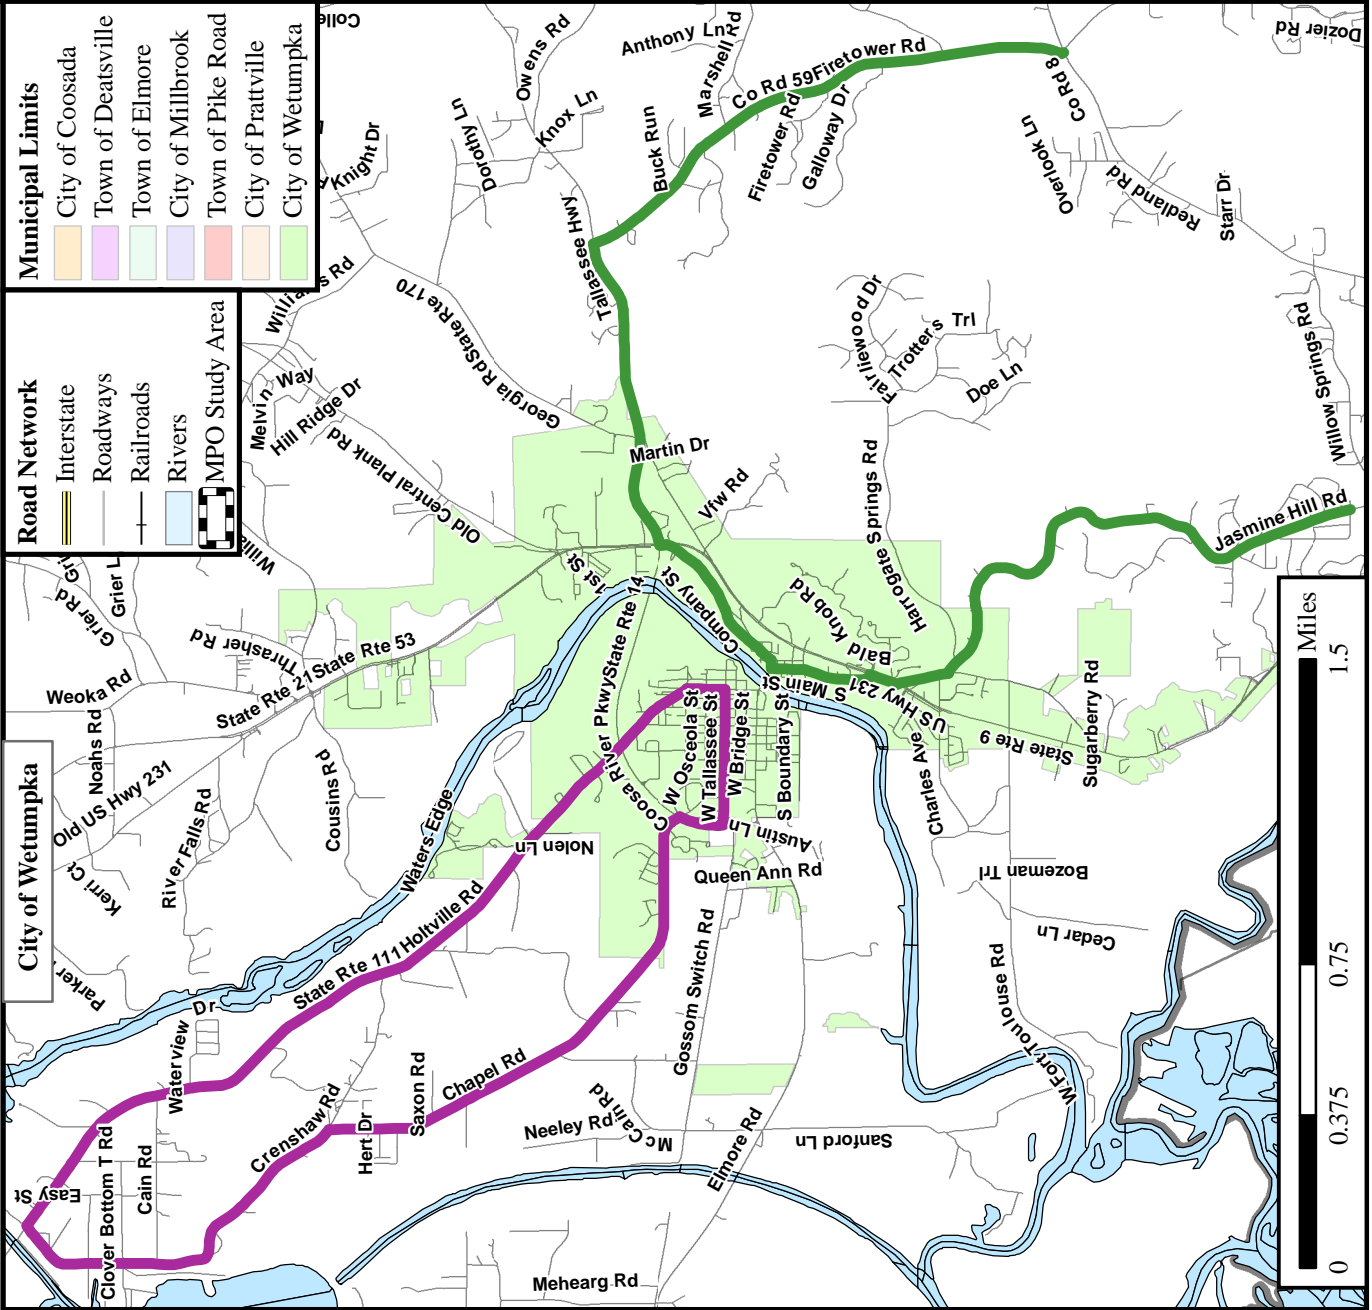 City of Wetumpka
Road Network
Interstate
Roadways
Railroads
Rivers
MPO Study Area
Municipal Limits
City of Coosada
Town of Deatsville
Town of Elmore
City of Millbrook
Town of Pike Road
City of Prattville
City of Wetumpka
Knight Dr
Dorothy Ln
Owens Rd
Knox Ln
Anthony Ln
Marshell Rd
Buck Run
Co Rd 59
Firetower Rd
Firetower Rd
Galloway Dr
Co Rd 8
Overlook Ln
Redland Rd
Starr Dr
Dozier Rd
Willow Springs Rd
Jasmine Hill Rd
Tallassee Hwy
Georgia Rd
State Rte 170
Melvin Way
Hill Ridge Dr
Old Central Plank Rd
Martin Dr
Vfw Rd
Fairliewood Dr
Trotters Trl
Doe Ln
Harrogate Springs Rd
Bald Knob Rd
1st St
State Rte 14
Coosa River Pkwy
Company St
S Main St
US Hwy 231
State Rte 9
Sugarberry Rd
Charles Ave
Bozeman Trl
Cedar Ln
W Fort Toulouse Rd
Grier Rd
Thrasher Rd
Weoka Rd
State Rte 21
State Rte 53
Noahs Rd
Old US Hwy 231
Kerri Ct
River Falls Rd
Cousins Rd
Waters Edge
Nolen Ln
W Osceola St
W Tallassee St
W Bridge St
S Boundary St
Austin Ln
Queen Ann Rd
State Rte 111
Holtville Rd
Waterview Dr
Easy St
Clover Bottom T Rd
Cain Rd
Crenshaw Rd
Hert Dr
Saxon Rd
Chapel Rd
Gossom Switch Rd
Neeley Rd
McCain Rd
Elmore Rd
Sanford Ln
Mehearg Rd
Miles
0
0.375
0.75
1.5